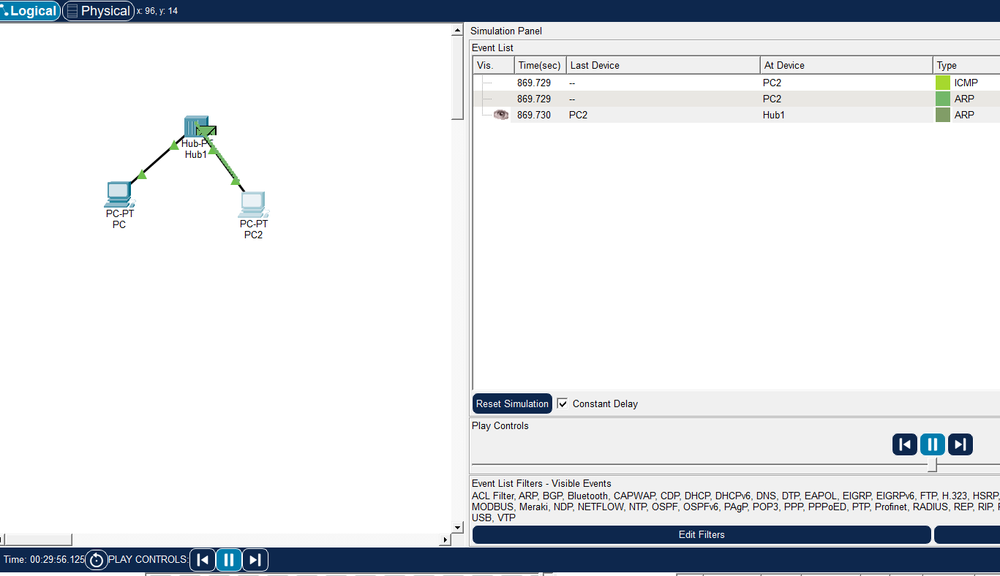 Logical Physical x: 96, y: 14
Simulation Panel
Event List
Vis. Time(sec) Last Device At Device Type
869.729 -- PC2 ICMP
869.729 -- PC2 ARP
869.730 PC2 Hub1 ARP
Hub1
PC-PT
PC
PC-PT
PC2
Reset Simulation Constant Delay
Play Controls
Event List Filters - Visible Events
ACL Filter, ARP, BGP, Bluetooth, CAPWAP, CDP, DHCP, DHCPv6, DNS, DTP, EAPOL, EIGRP, EIGRPv6, FTP, H.323, HSRP,
MODBUS, Meraki, NDP, NETFLOW, NTP, OSPF, OSPFv6, PAgP, POP3, PPP, PPPoED, PTP, Profinet, RADIUS, REP, RIP,
USB, VTP
Edit Filters
Time: 00:29:56.125 PLAY CONTROLS: